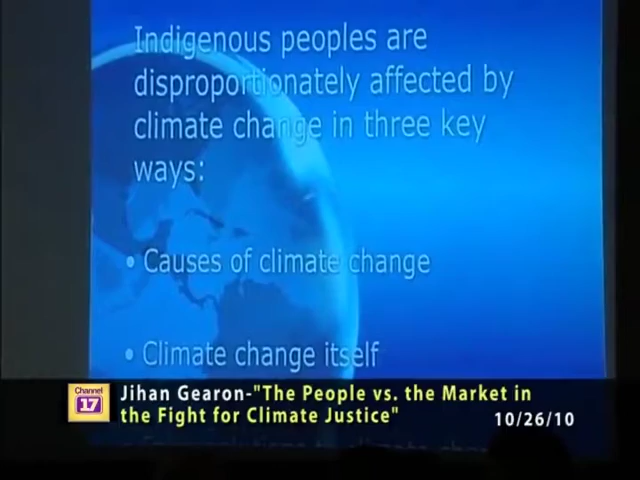 Indigenous peoples are
disproportionately affected by
climate change in three key
ways:
• Causes of climate change
• Climate change itself
Channel
17
Jihan Gearon-"The People vs. the Market in
the Fight for Climate Justice"
10/26/10